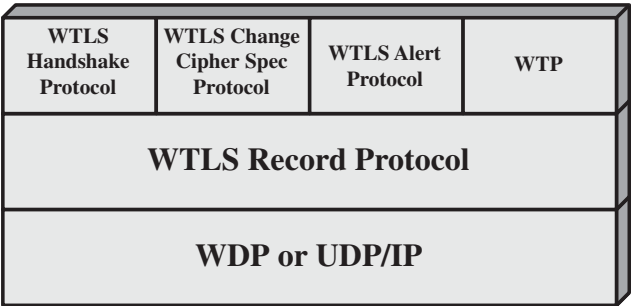 WTLS
Handshake
Protocol
WTLS Change
Cipher Spec
Protocol
WTLS Alert
Protocol
WTP
WTLS Record Protocol
WDP or UDP/IP